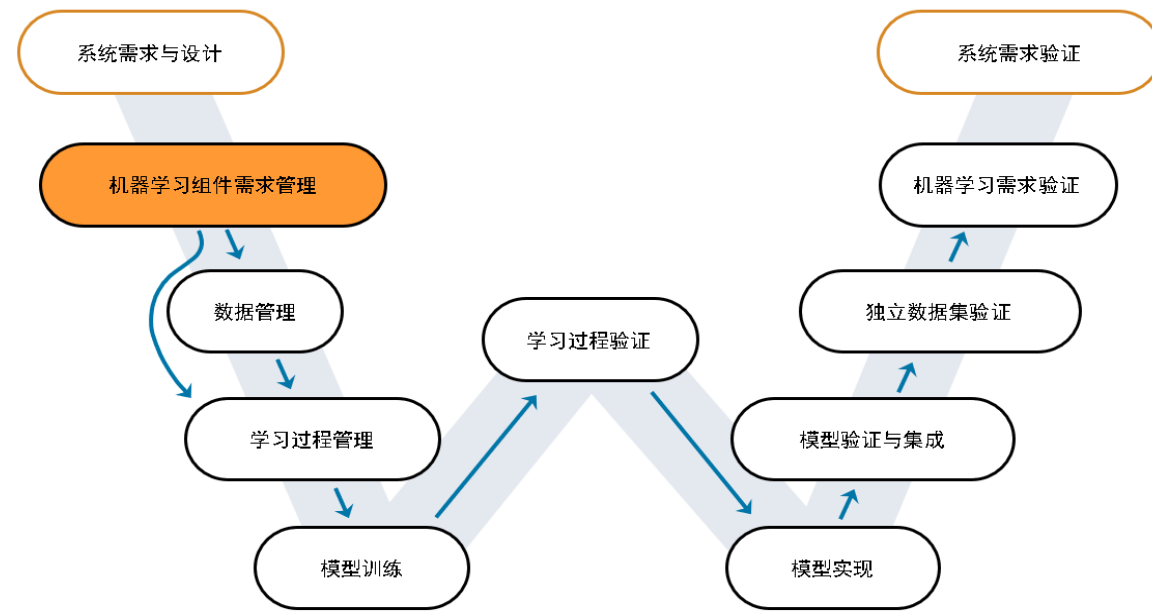 系统需求与设计
系统需求验证
机器学习组件需求管理
机器学习需求验证
数据管理
独立数据集验证
学习过程验证
学习过程管理
模型验证与集成
模型训练
模型实现